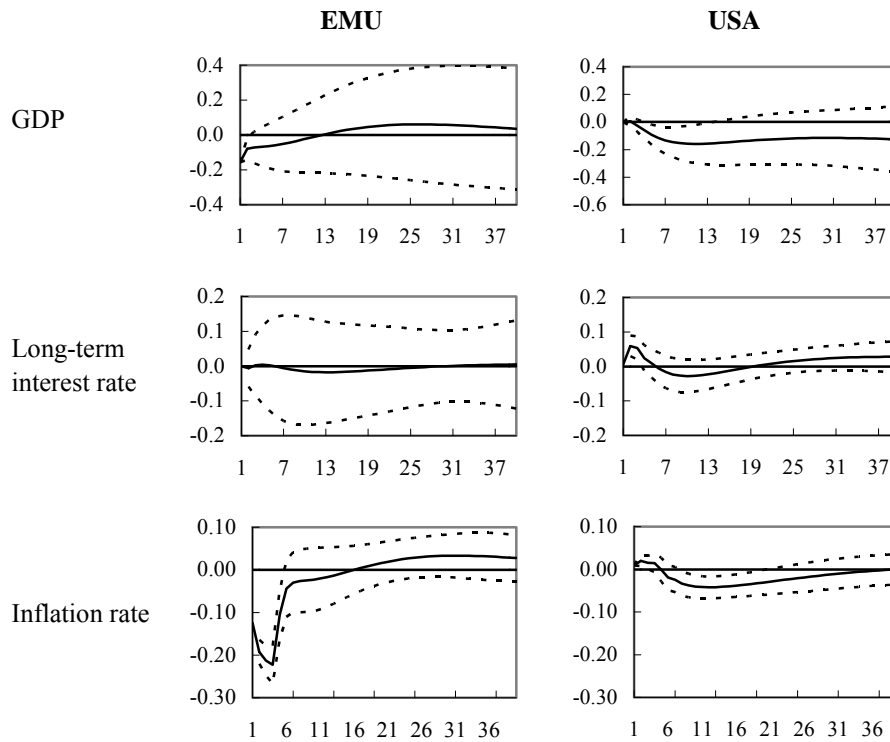 EMU USA
GDP
0.4 0.4
0.2 0.2
0.0 0.0
-0.2 -0.2
-0.4 -0.4
-0.6
1 7 13 19 25 31 37 1 7 13 19 25 31 37
Long-term
interest rate
0.2 0.2
0.1 0.1
0.0 0.0
-0.1 -0.1
-0.2 -0.2
1 7 13 19 25 31 37 1 7 13 19 25 31 37
Inflation rate
0.10 0.10
0.00 0.00
-0.10 -0.10
-0.20 -0.20
-0.30 -0.30
1 6 11 16 21 26 31 36 1 6 11 16 21 26 31 36